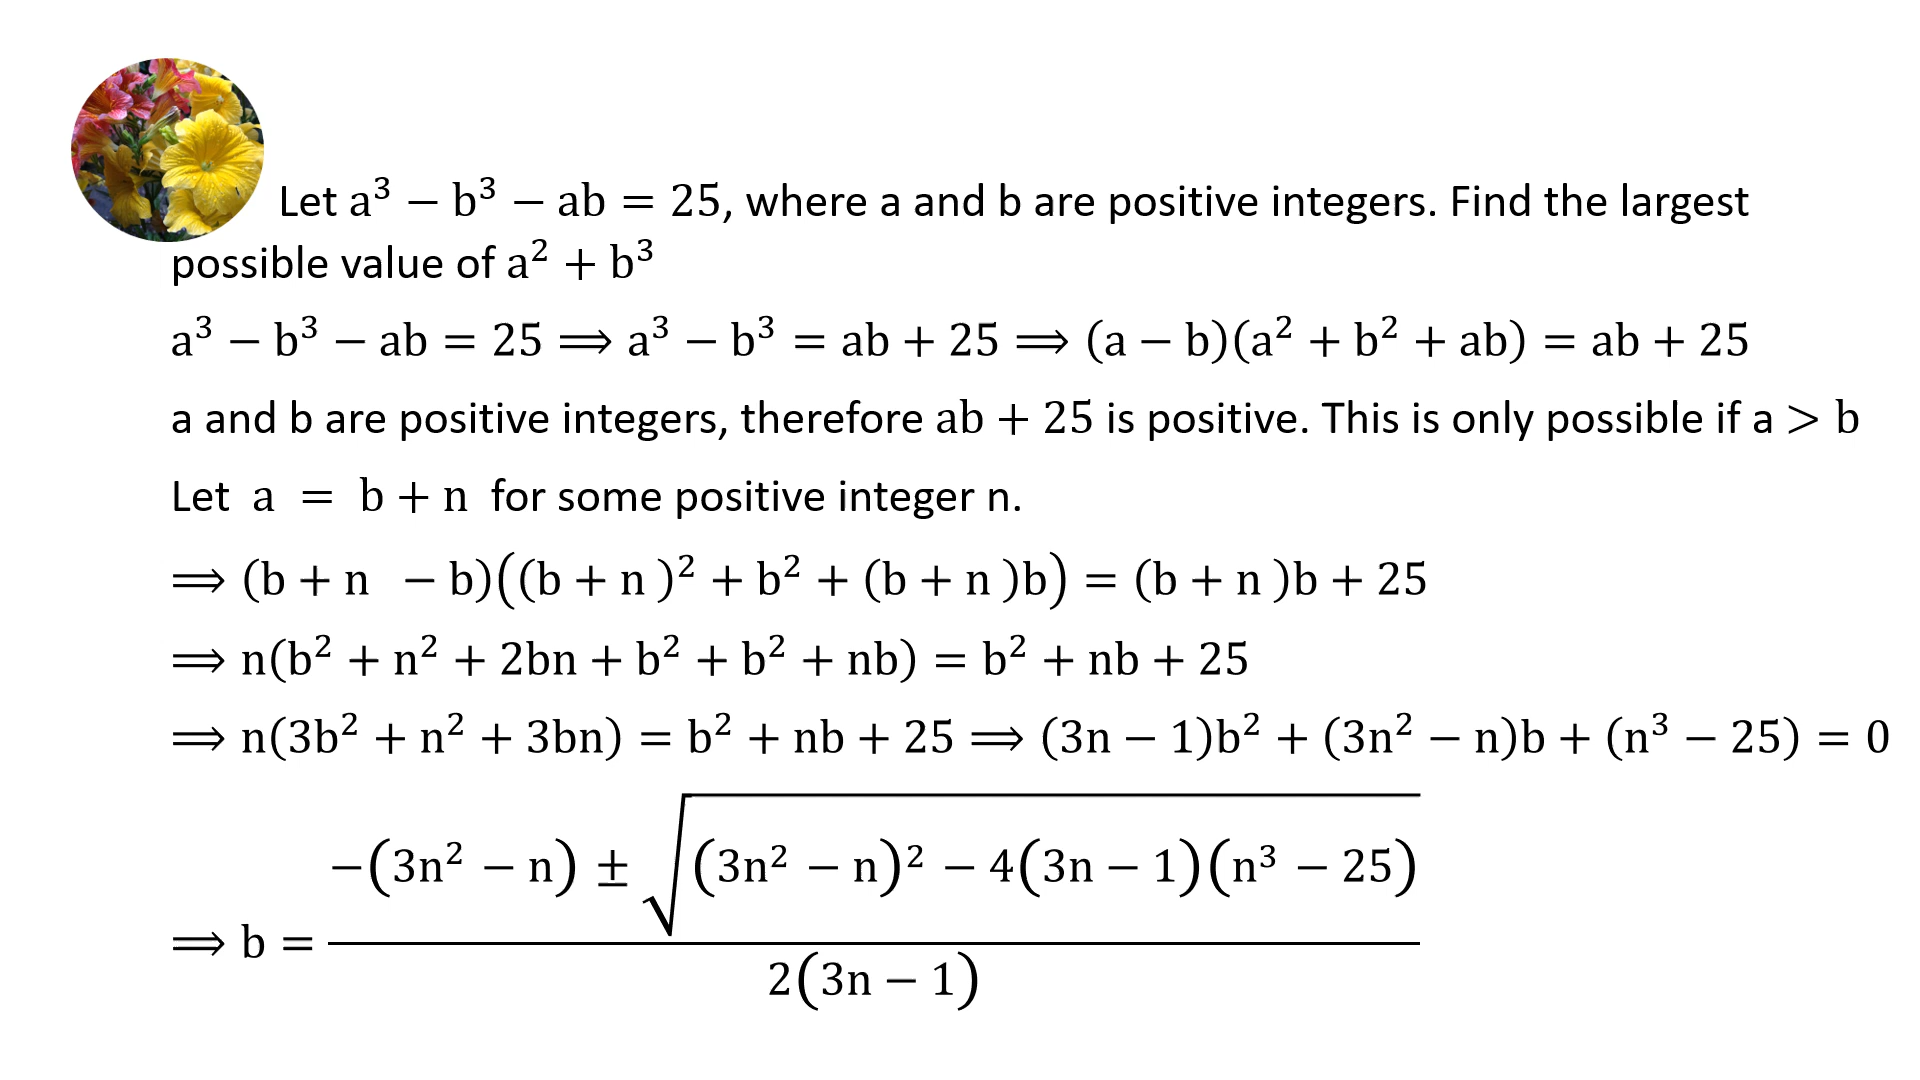 Let a³ − b³ − ab = 25, where a and b are positive integers. Find the largest
possible value of a² + b³
a³ − b³ − ab = 25 ⟹ a³ − b³ = ab + 25 ⟹ (a − b)(a² + b² + ab) = ab + 25
a and b are positive integers, therefore ab + 25 is positive. This is only possible if a > b
Let a = b + n for some positive integer n.
⟹ (b + n − b)((b + n )² + b² + (b + n )b) = (b + n )b + 25
⟹ n(b² + n² + 2bn + b² + b² + nb) = b² + nb + 25
⟹ n(3b² + n² + 3bn) = b² + nb + 25 ⟹ (3n − 1)b² + (3n² − n)b + (n³ − 25) = 0
⟹ b = (−(3n² − n) ± √((3n² − n)² − 4(3n − 1)(n³ − 25))) / (2(3n − 1))